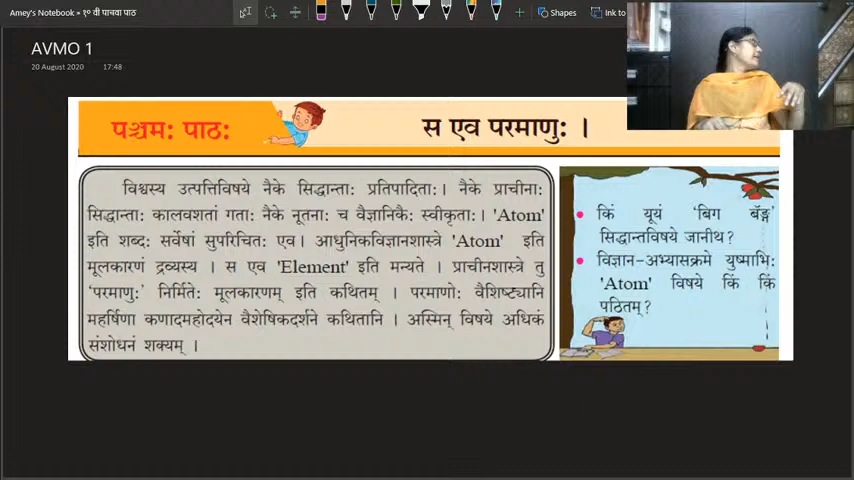 Amey's Notebook » १० वी पाचवा पाठ
Shapes
Ink to
AVMO 1
20 August 2020 17:48
पञ्चमः पाठः
स एव परमाणुः ।
विश्वस्य उत्पत्तिविषये नैके सिद्धान्ताः प्रतिपादिताः। नैके प्राचीनाः
सिद्धान्ताः कालवशतां गताः नैके नूतनाः च वैज्ञानिकैः स्वीकृताः। 'Atom'
इति शब्दः सर्वेषां सुपरिचितः एव। आधुनिकविज्ञानशास्त्रे 'Atom' इति
मूलकारणं द्रव्यस्य । स एव 'Element' इति मन्यते । प्राचीनशास्त्रे तु
'परमाणुः' निर्मितेः मूलकारणम् इति कथितम् । परमाणोः वैशिष्ट्यानि
महर्षिणा कणादमहोदयेन वैशेषिकदर्शने कथितानि । अस्मिन् विषये अधिकं
संशोधनं शक्यम् ।
• किं यूयं 'बिग बॅङ्ग'
सिद्धान्तविषये जानीथ?
• विज्ञान-अभ्यासक्रमे युष्माभिः
'Atom' विषये किं किं
पठितम्?